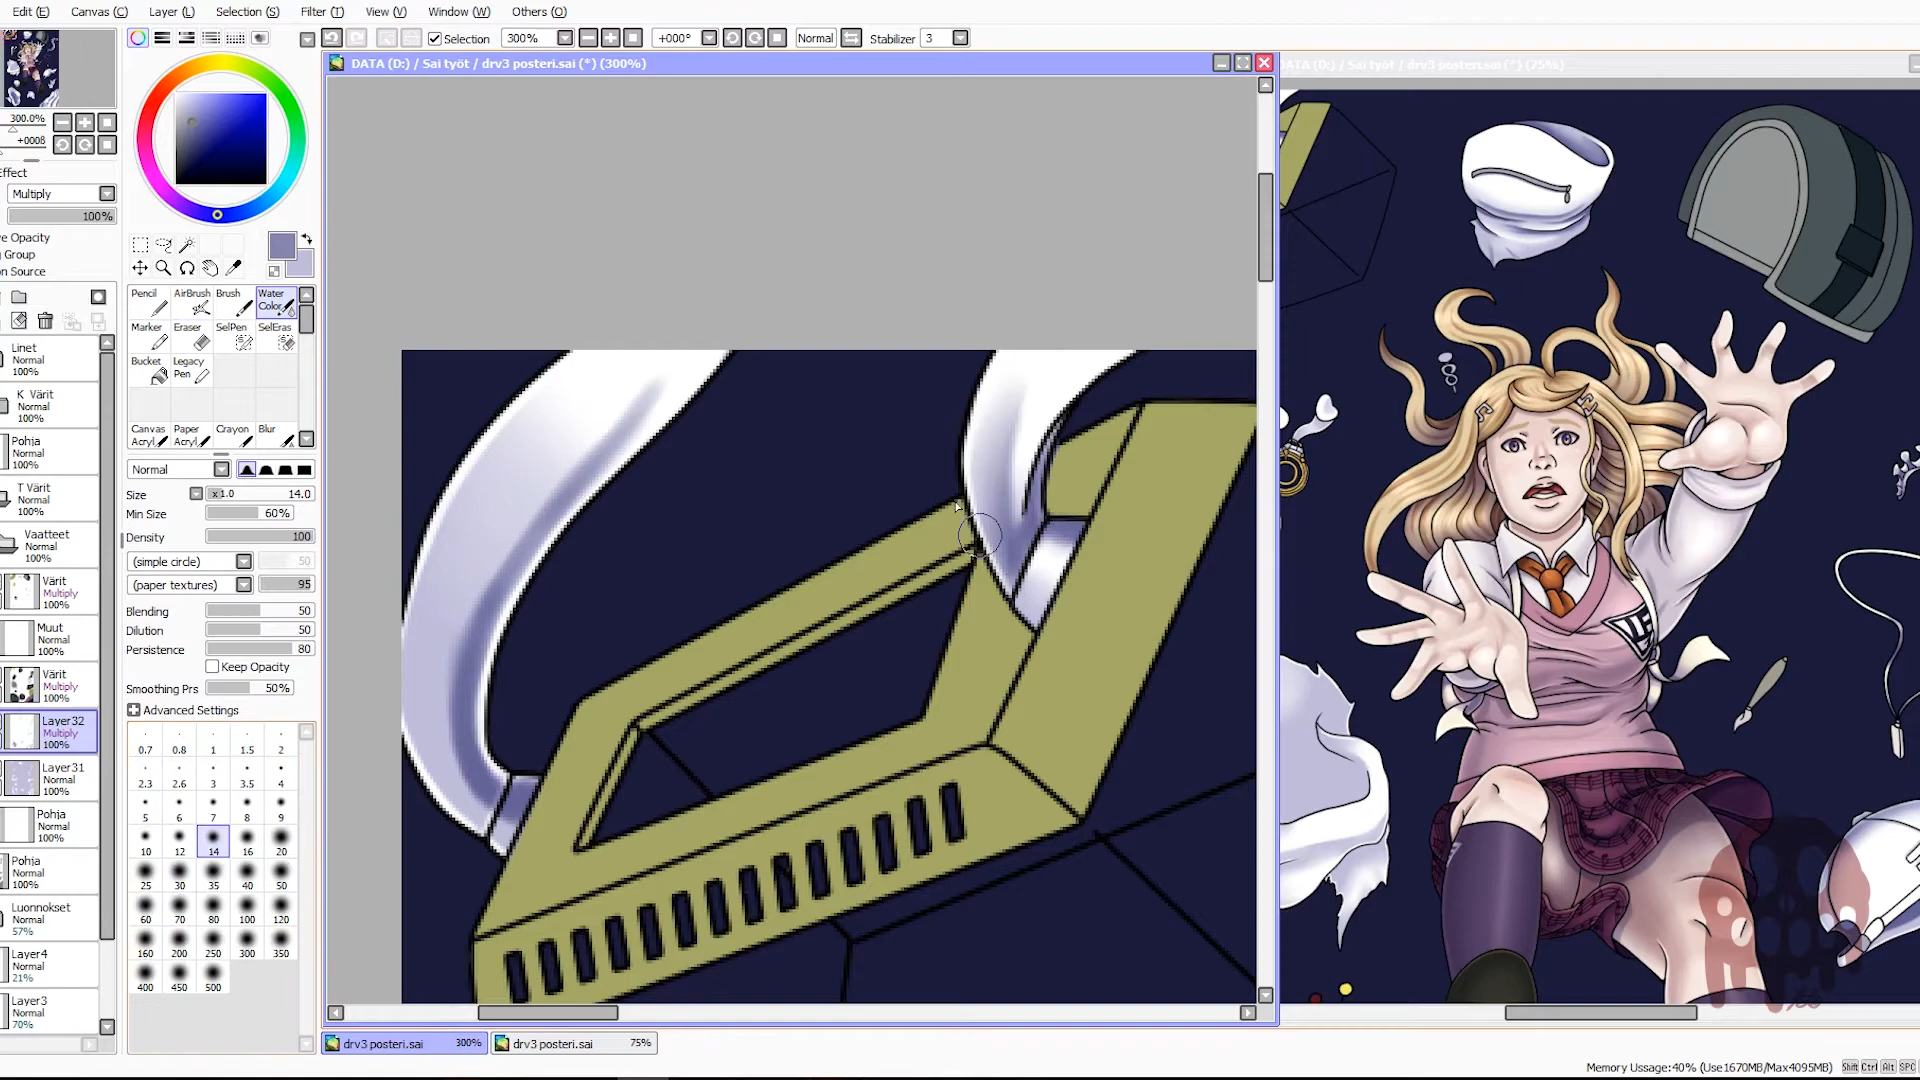 Edit (E) Canvas (C) Layer (L) Selection (S) Filter (T) View (V) Window (W) Others (O)
Selection 300% +000° Normal Stabilizer 3
DATA (D:) / Sai työt / drv3 posteri.sai (*) (300%)
DATA (D:) / Sai työt / drv3 posteri.sai (*) (75%)
300.0%
+0008
Effect
Multiply
100%
e Opacity
Group
n Source
Linet
Normal
100%
K Värit
Normal
100%
Pohja
Normal
100%
T Värit
Normal
100%
Vaatteet
Normal
100%
Värit
Multiply
100%
Muut
Normal
100%
Värit
Multiply
100%
Layer32
Multiply
100%
Layer31
Normal
100%
Pohja
Normal
100%
Pohja
Normal
100%
Luonnokset
Normal
57%
Layer4
Normal
21%
Layer3
Normal
70%
Pencil AirBrush Brush Water Color
Marker Eraser SelPen SelEras
Bucket Legacy Pen
Canvas Acryl Paper Acryl Crayon Blur
Normal
Size x1.0 14.0
Min Size 60%
Density 100
(simple circle) 50
(paper textures) 95
Blending 50
Dilution 50
Persistence 80
Keep Opacity
Smoothing Prs 50%
Advanced Settings
0.7 0.8 1 1.5 2
2.3 2.6 3 3.5 4
5 6 7 8 9
10 12 14 16 20
25 30 35 40 50
60 70 80 100 120
160 200 250 300 350
400 450 500
drv3 posteri.sai 300% drv3 posteri.sai 75%
Memory Ussage:40% (Use1670MB/Max4095MB) Shift Ctrl Alt SPC